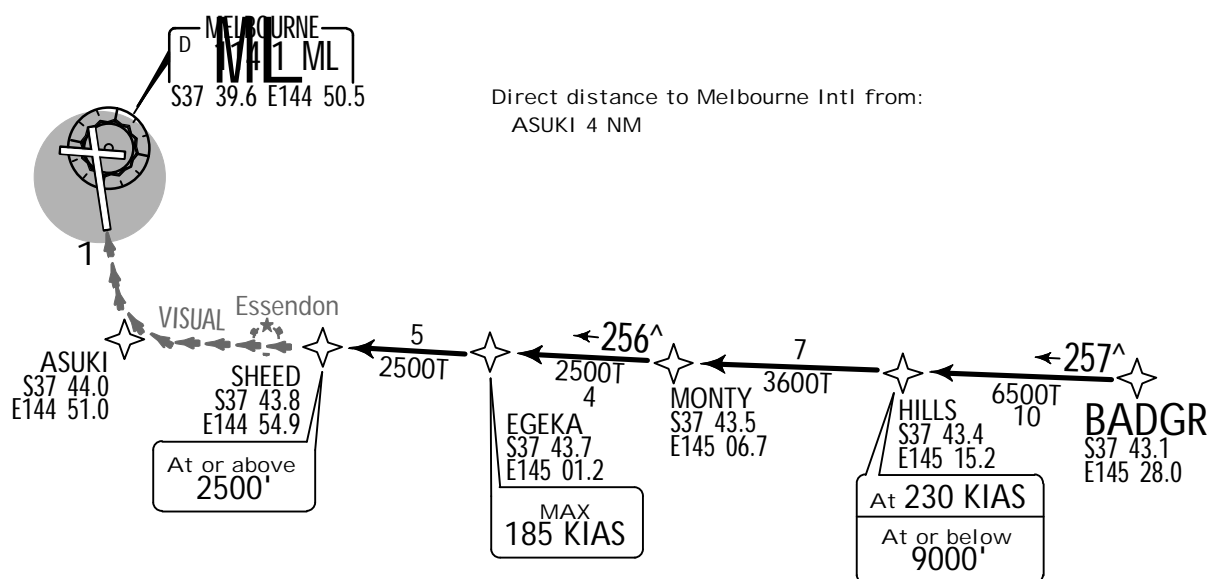 MELBOURNE
D
114.1 ML
ML
S37 39.6 E144 50.5
Direct distance to Melbourne Intl from:
ASUKI 4 NM
1
VISUAL
Essendon
ASUKI
S37 44.0
E144 51.0
SHEED
S37 43.8
E144 54.9
At or above
2500'
5
2500T
EGEKA
S37 43.7
E145 01.2
MAX
185 KIAS
256^
2500T
4
MONTY
S37 43.5
E145 06.7
7
3600T
HILLS
S37 43.4
E145 15.2
At 230 KIAS
At or below
9000'
257^
6500T
10
BADGR
S37 43.1
E145 28.0